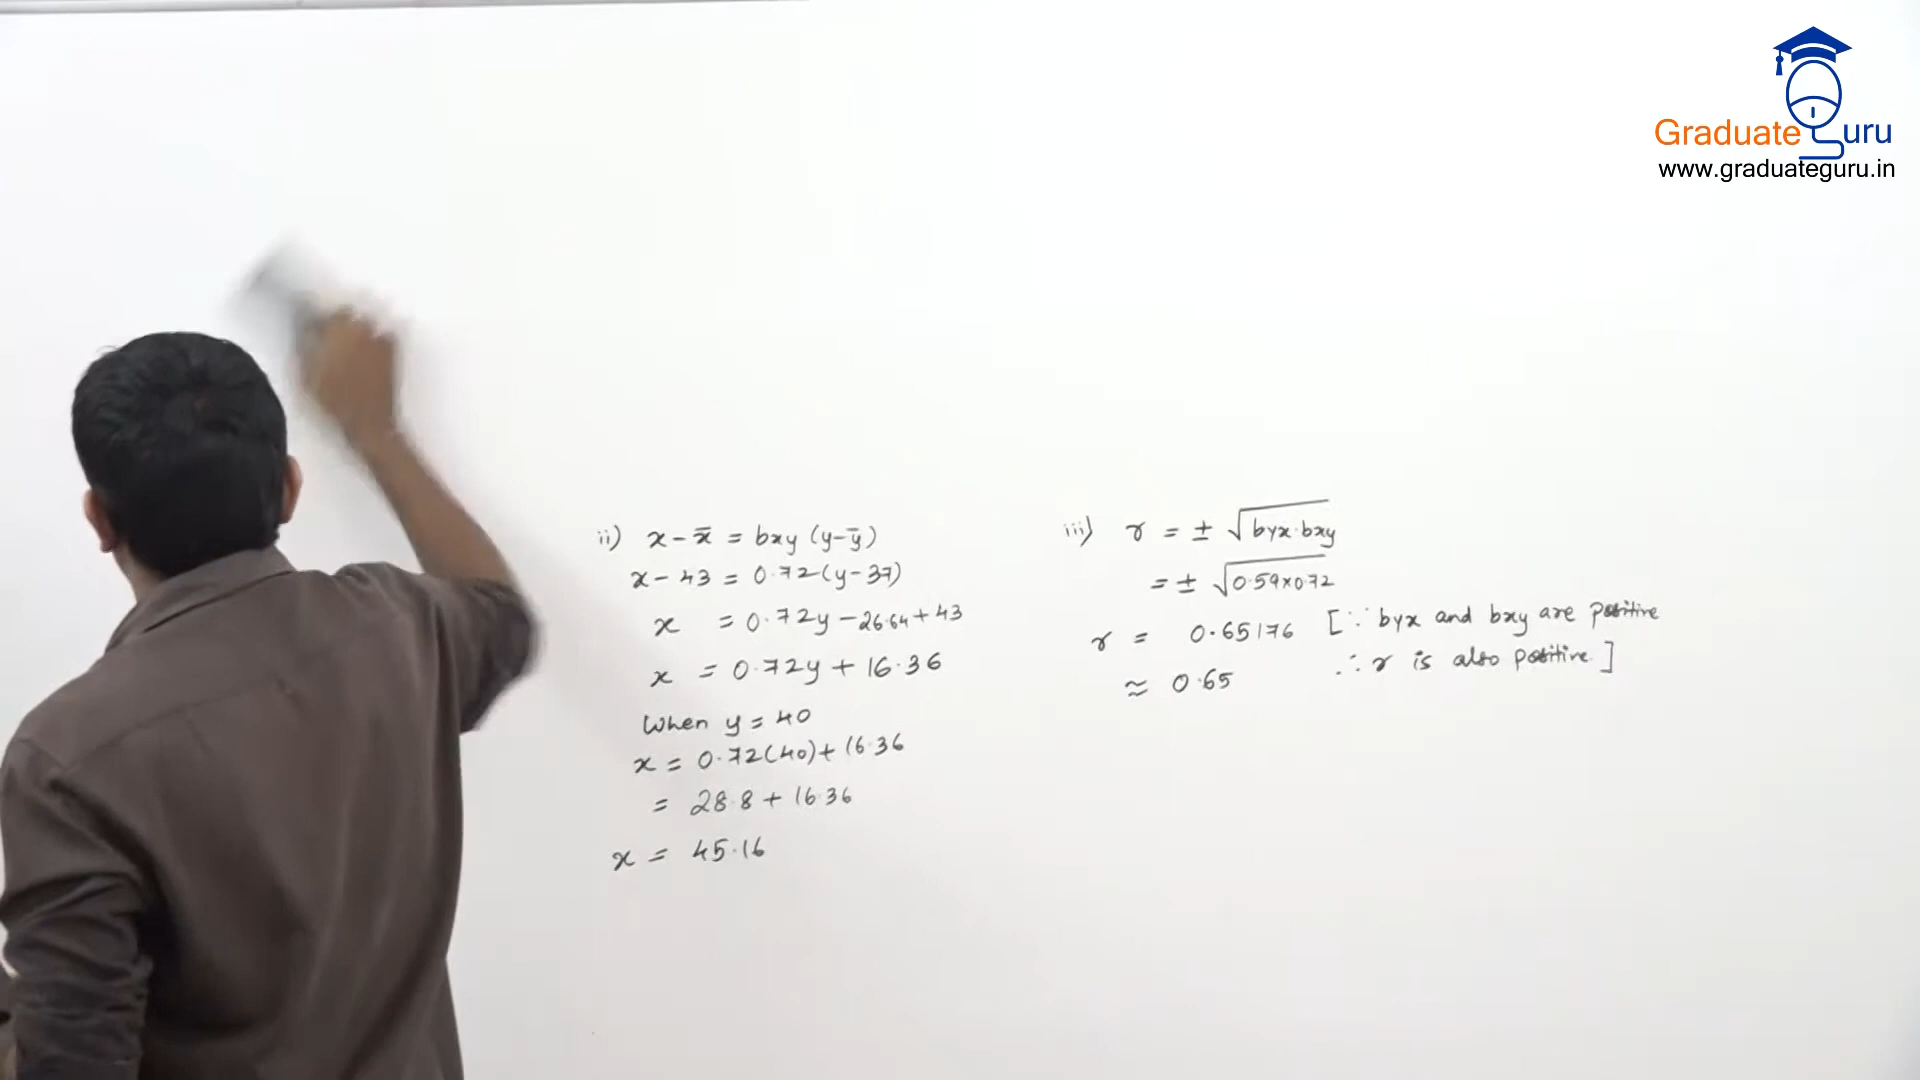 Graduate Guru
www.graduateguru.in
ii) x - x̄ = bxy (y - ȳ)
x - 43 = 0.72(y - 37)
x = 0.72y - 26.64 + 43
x = 0.72y + 16.36
When y = 40
x = 0.72(40) + 16.36
= 28.8 + 16.36
x = 45.16
iii) r = ± √byx.bxy
= ± √0.59×0.72
r = 0.65176 [∵ byx and bxy are positive
≈ 0.65 ∴ r is also positive.]